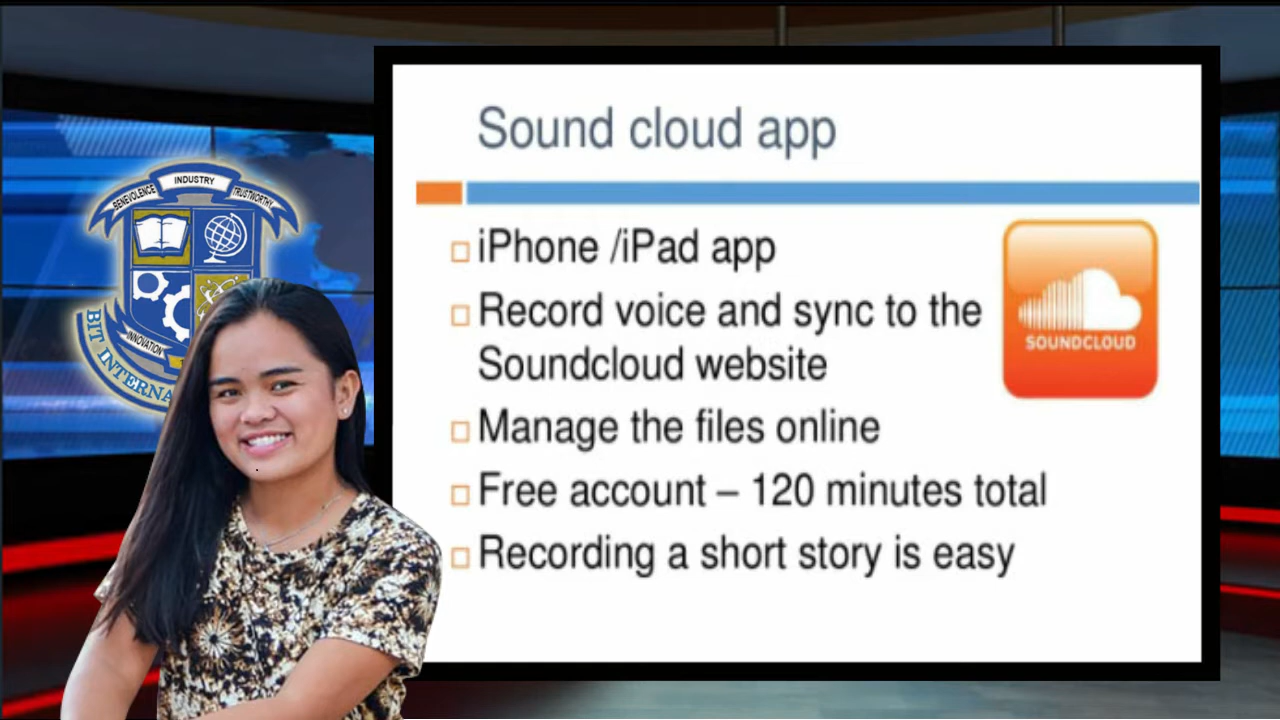 BENEVOLENCE
INDUSTRY
TRUSTWORTHY
INNOVATION
BIT
Sound cloud app
iPhone /iPad app
Record voice and sync to the
Soundcloud website
SOUNDCLOUD
Manage the files online
Free account – 120 minutes total
Recording a short story is easy